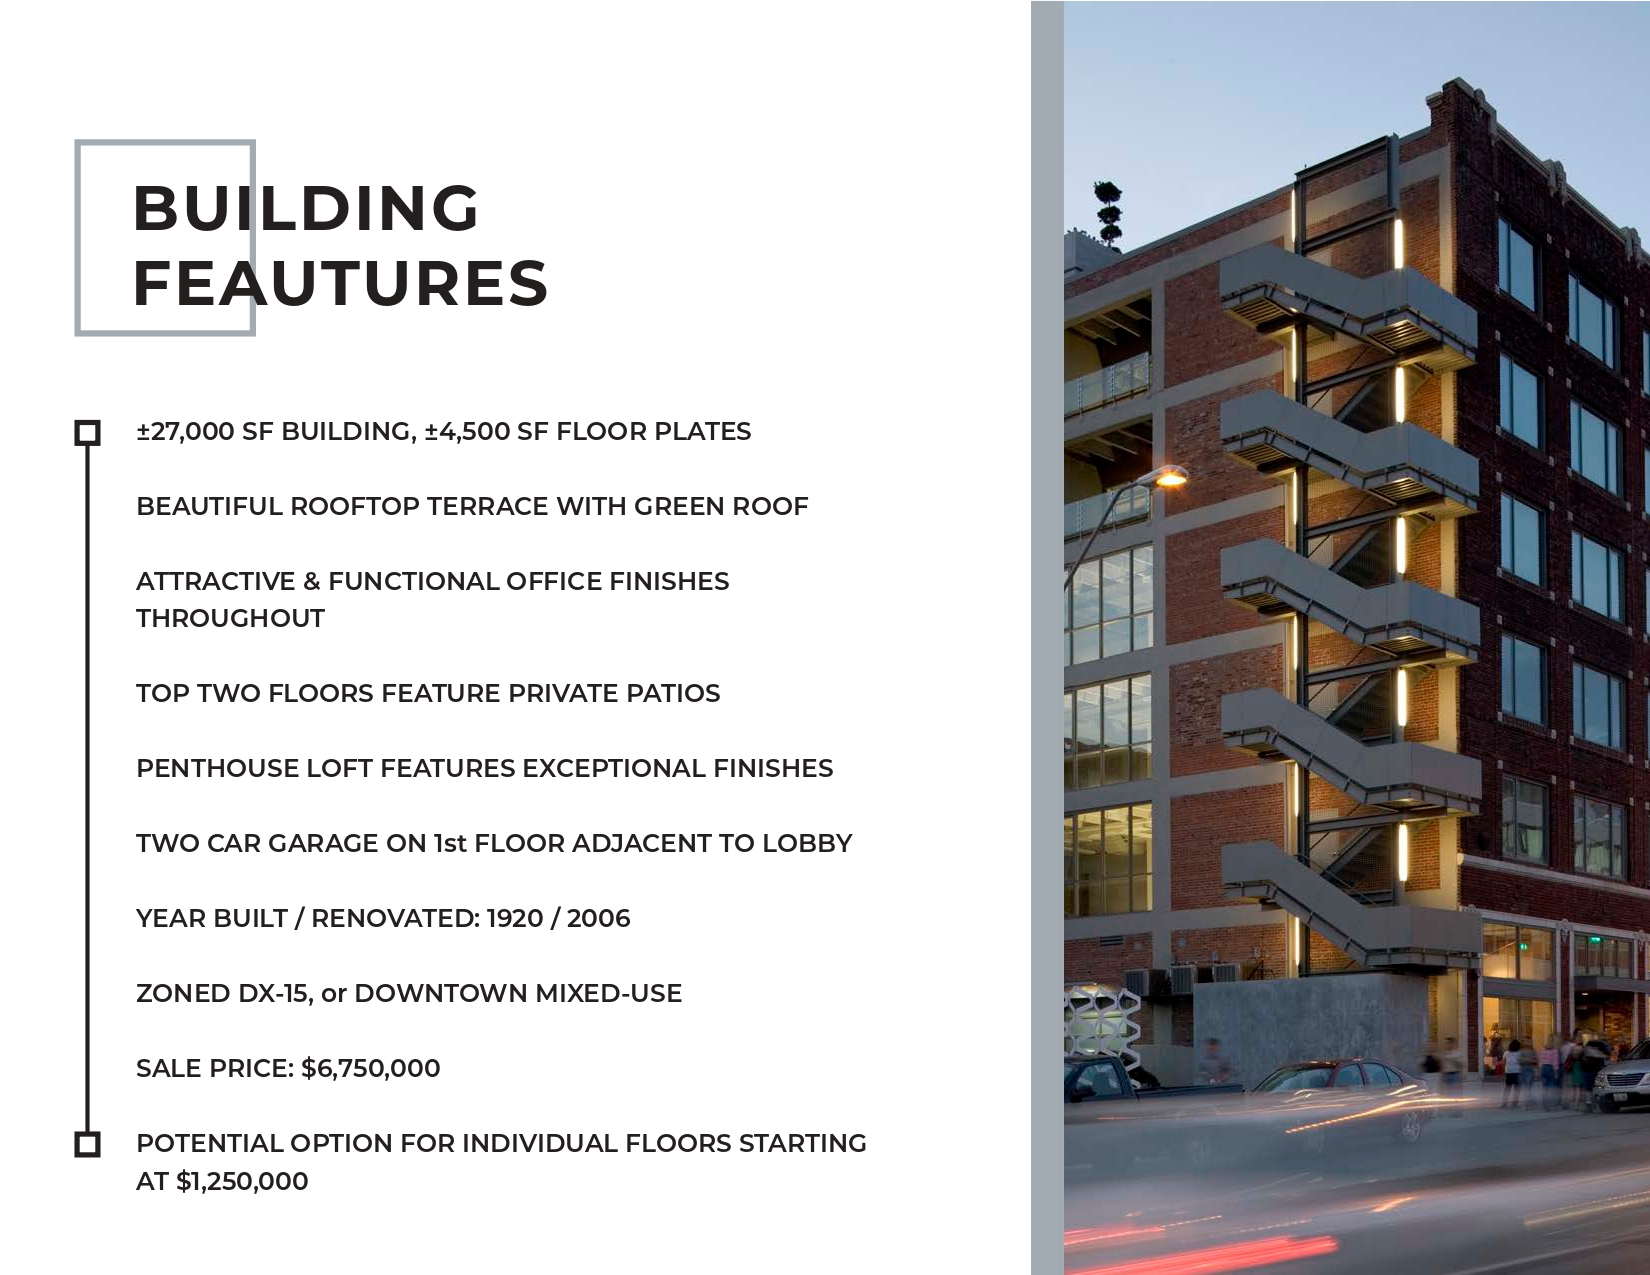 BUILDING
FEAUTURES
±27,000 SF BUILDING, ±4,500 SF FLOOR PLATES
BEAUTIFUL ROOFTOP TERRACE WITH GREEN ROOF
ATTRACTIVE & FUNCTIONAL OFFICE FINISHES
THROUGHOUT
TOP TWO FLOORS FEATURE PRIVATE PATIOS
PENTHOUSE LOFT FEATURES EXCEPTIONAL FINISHES
TWO CAR GARAGE ON 1st FLOOR ADJACENT TO LOBBY
YEAR BUILT / RENOVATED: 1920 / 2006
ZONED DX-15, or DOWNTOWN MIXED-USE
SALE PRICE: $6,750,000
POTENTIAL OPTION FOR INDIVIDUAL FLOORS STARTING
AT $1,250,000